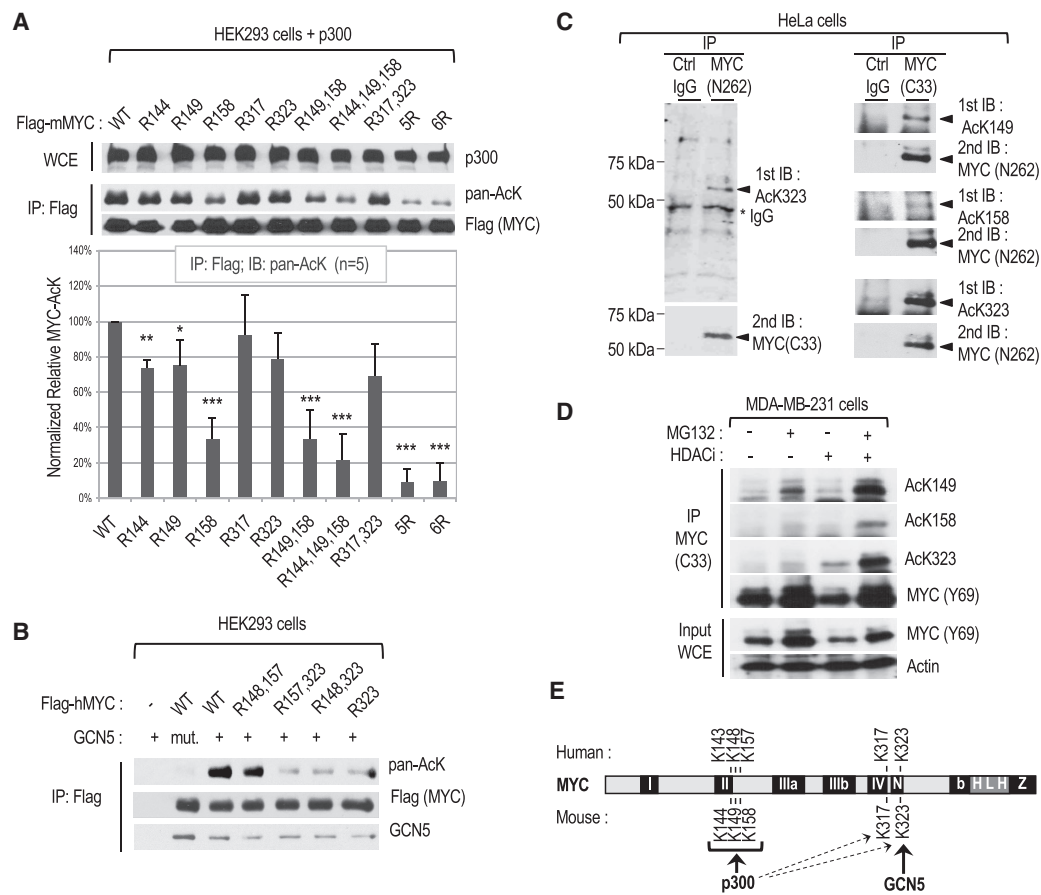 A
HEK293 cells + p300
Flag-mMYC : WT R144 R149 R158 R317 R323 R149,158 R144,149,158 R317,323 5R 6R
WCE p300
IP: Flag pan-AcK
Flag (MYC)
IP: Flag; IB: pan-AcK (n=5)
Normalized Relative MYC-AcK
140%
120%
100%
80%
60%
40%
20%
0%
** * *** *** *** *** ***
WT R144 R149 R158 R317 R323 R149,158 R144,149,158 R317,323 5R 6R
B
HEK293 cells
Flag-hMYC : - WT WT R148,157 R157,323 R148,323 R323
GCN5 : + mut. + + + + +
IP: Flag
pan-AcK
Flag (MYC)
GCN5
C
HeLa cells
IP
Ctrl IgG
MYC (N262)
75 kDa
50 kDa
1st IB :
AcK323
* IgG
75 kDa
50 kDa
2nd IB :
MYC(C33)
IP
Ctrl IgG
MYC (C33)
1st IB :
AcK149
2nd IB :
MYC (N262)
1st IB :
AcK158
2nd IB :
MYC (N262)
1st IB :
AcK323
2nd IB :
MYC (N262)
D
MDA-MB-231 cells
MG132 : - + - +
HDACi : - - + +
IP
MYC
(C33)
AcK149
AcK158
AcK323
MYC (Y69)
Input
WCE
MYC (Y69)
Actin
E
Human : K143 K148 K157 K317 K323
MYC I II IIIa IIIb IV N b H L H Z
Mouse : K144 K149 K158 K317 K323
p300
GCN5